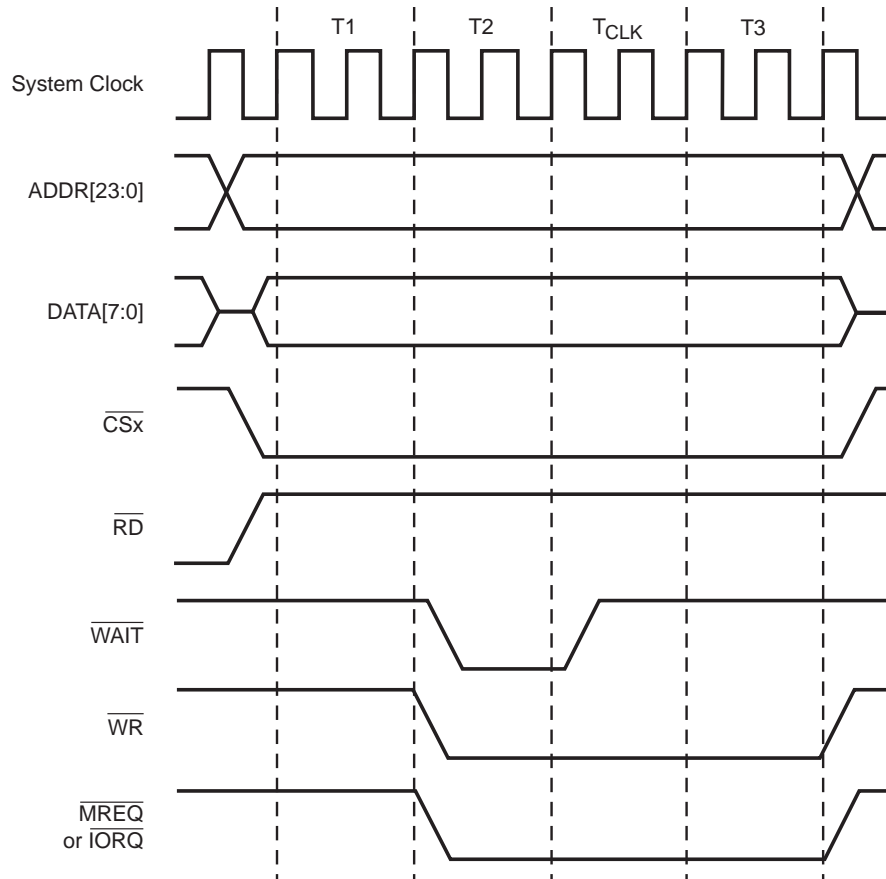 T1 T2 TCLK T3
System Clock
ADDR[23:0]
DATA[7:0]
CSx
RD
WAIT
WR
MREQ
or IORQ